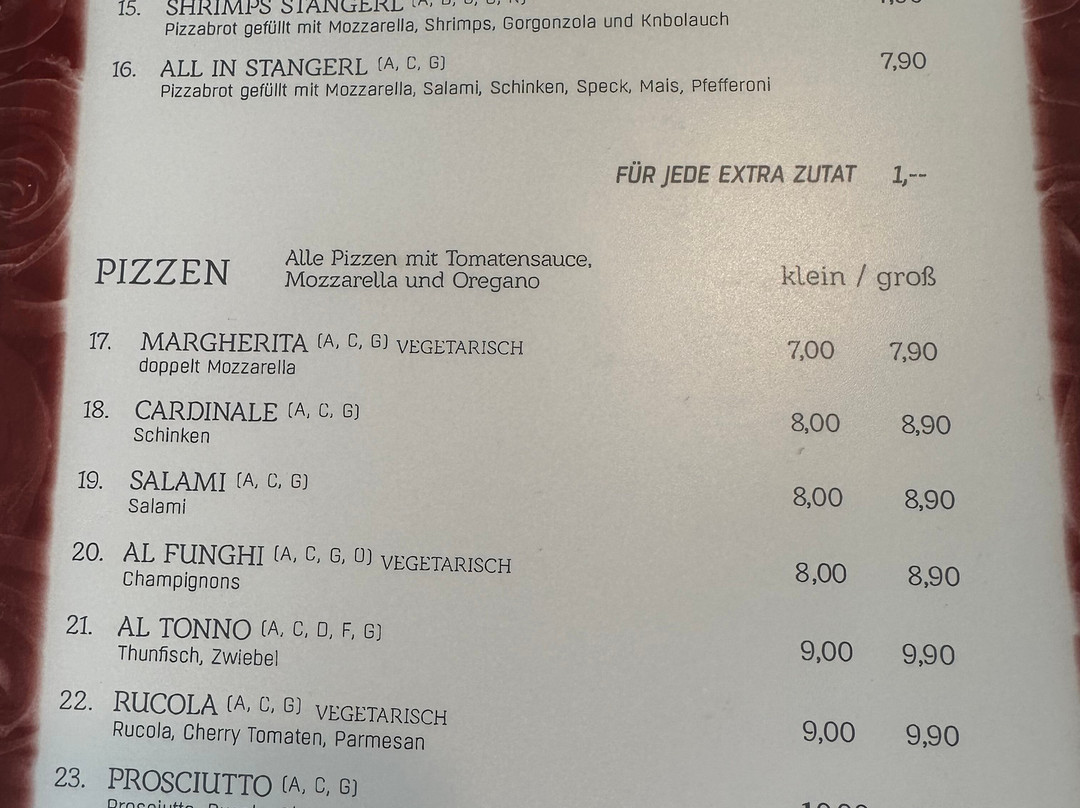 15. SHRIMPS STANGERL
Pizzabrot gefüllt mit Mozzarella, Shrimps, Gorgonzola und Knbolauch
16. ALL IN STANGERL (A, C, G) 7,90
Pizzabrot gefüllt mit Mozzarella, Salami, Schinken, Speck, Mais, Pfefferoni
FÜR JEDE EXTRA ZUTAT 1,--
PIZZEN Alle Pizzen mit Tomatensauce,
Mozzarella und Oregano klein / groß
17. MARGHERITA (A, C, G) VEGETARISCH 7,00 7,90
doppelt Mozzarella
18. CARDINALE (A, C, G) 8,00 8,90
Schinken
19. SALAMI (A, C, G) 8,00 8,90
Salami
20. AL FUNGHI (A, C, G, O) VEGETARISCH 8,00 8,90
Champignons
21. AL TONNO (A, C, D, F, G) 9,00 9,90
Thunfisch, Zwiebel
22. RUCOLA (A, C, G) VEGETARISCH 9,00 9,90
Rucola, Cherry Tomaten, Parmesan
23. PROSCIUTTO (A, C, G)